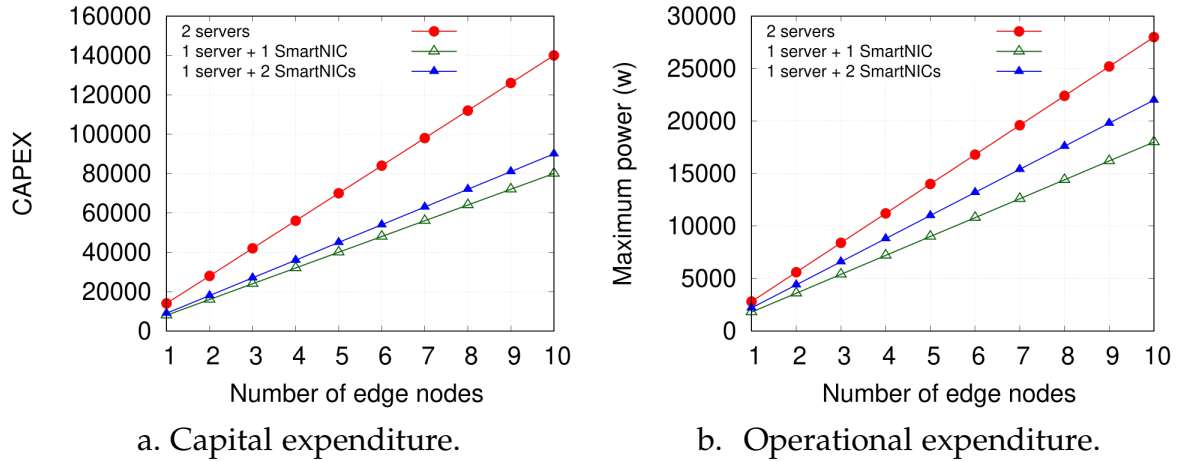 CAPEX
160000
140000
120000
100000
80000
60000
40000
20000
0
2 servers
1 server + 1 SmartNIC
1 server + 2 SmartNICs
1 2 3 4 5 6 7 8 9 10
Number of edge nodes
a. Capital expenditure.
Maximum power (w)
30000
25000
20000
15000
10000
5000
0
2 servers
1 server + 1 SmartNIC
1 server + 2 SmartNICs
1 2 3 4 5 6 7 8 9 10
Number of edge nodes
b. Operational expenditure.